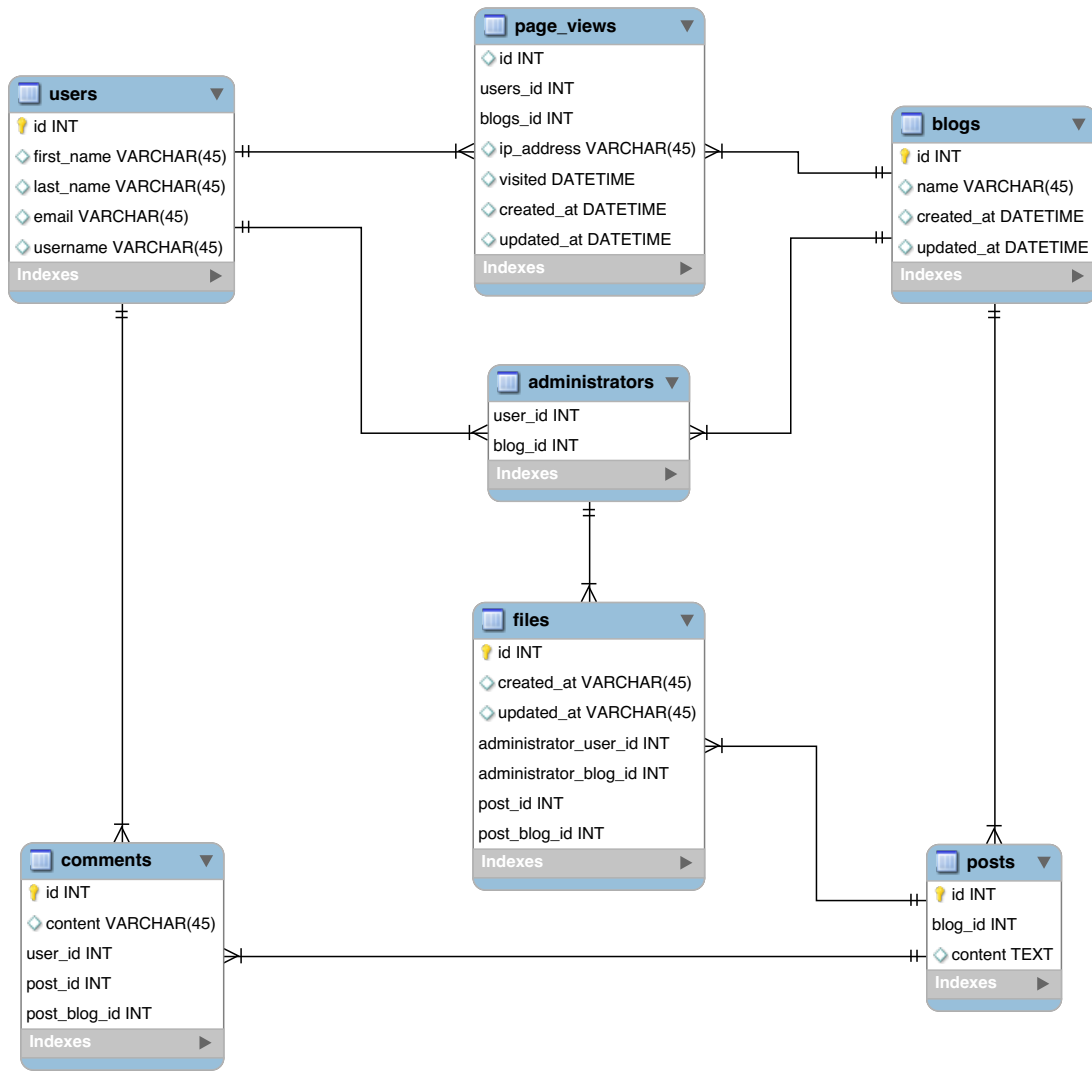 page_views
id INT
users_id INT
blogs_id INT
ip_address VARCHAR(45)
visited DATETIME
created_at DATETIME
updated_at DATETIME
Indexes
users
id INT
first_name VARCHAR(45)
last_name VARCHAR(45)
email VARCHAR(45)
username VARCHAR(45)
Indexes
blogs
id INT
name VARCHAR(45)
created_at DATETIME
updated_at DATETIME
Indexes
administrators
user_id INT
blog_id INT
Indexes
files
id INT
created_at VARCHAR(45)
updated_at VARCHAR(45)
administrator_user_id INT
administrator_blog_id INT
post_id INT
post_blog_id INT
Indexes
comments
id INT
content VARCHAR(45)
user_id INT
post_id INT
post_blog_id INT
Indexes
posts
id INT
blog_id INT
content TEXT
Indexes